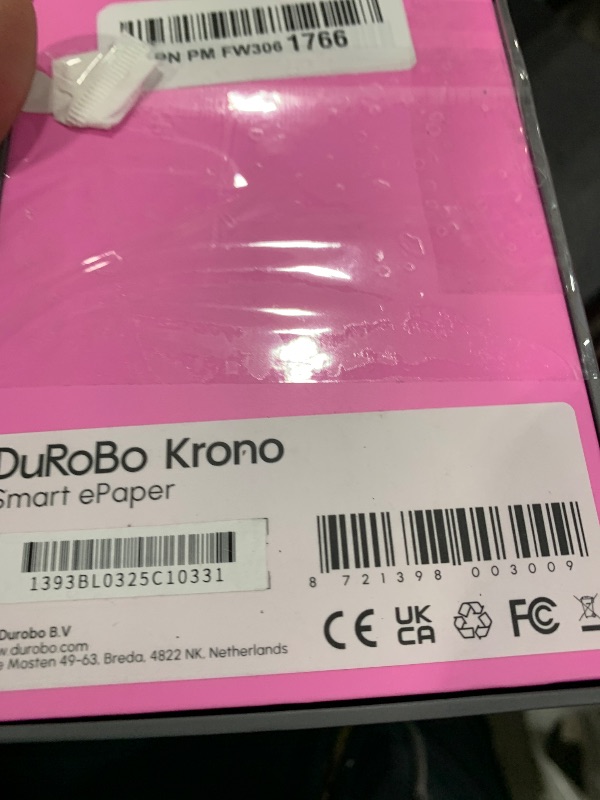 PN PM FW306 1766
DuRoBo Krono
Smart ePaper
1393BL0325C10331
8 721398 003009
Durobo B.V
w.durobo.com
e Mosten 49-63, Breda, 4822 NK, Netherlands
CE UK CA FC